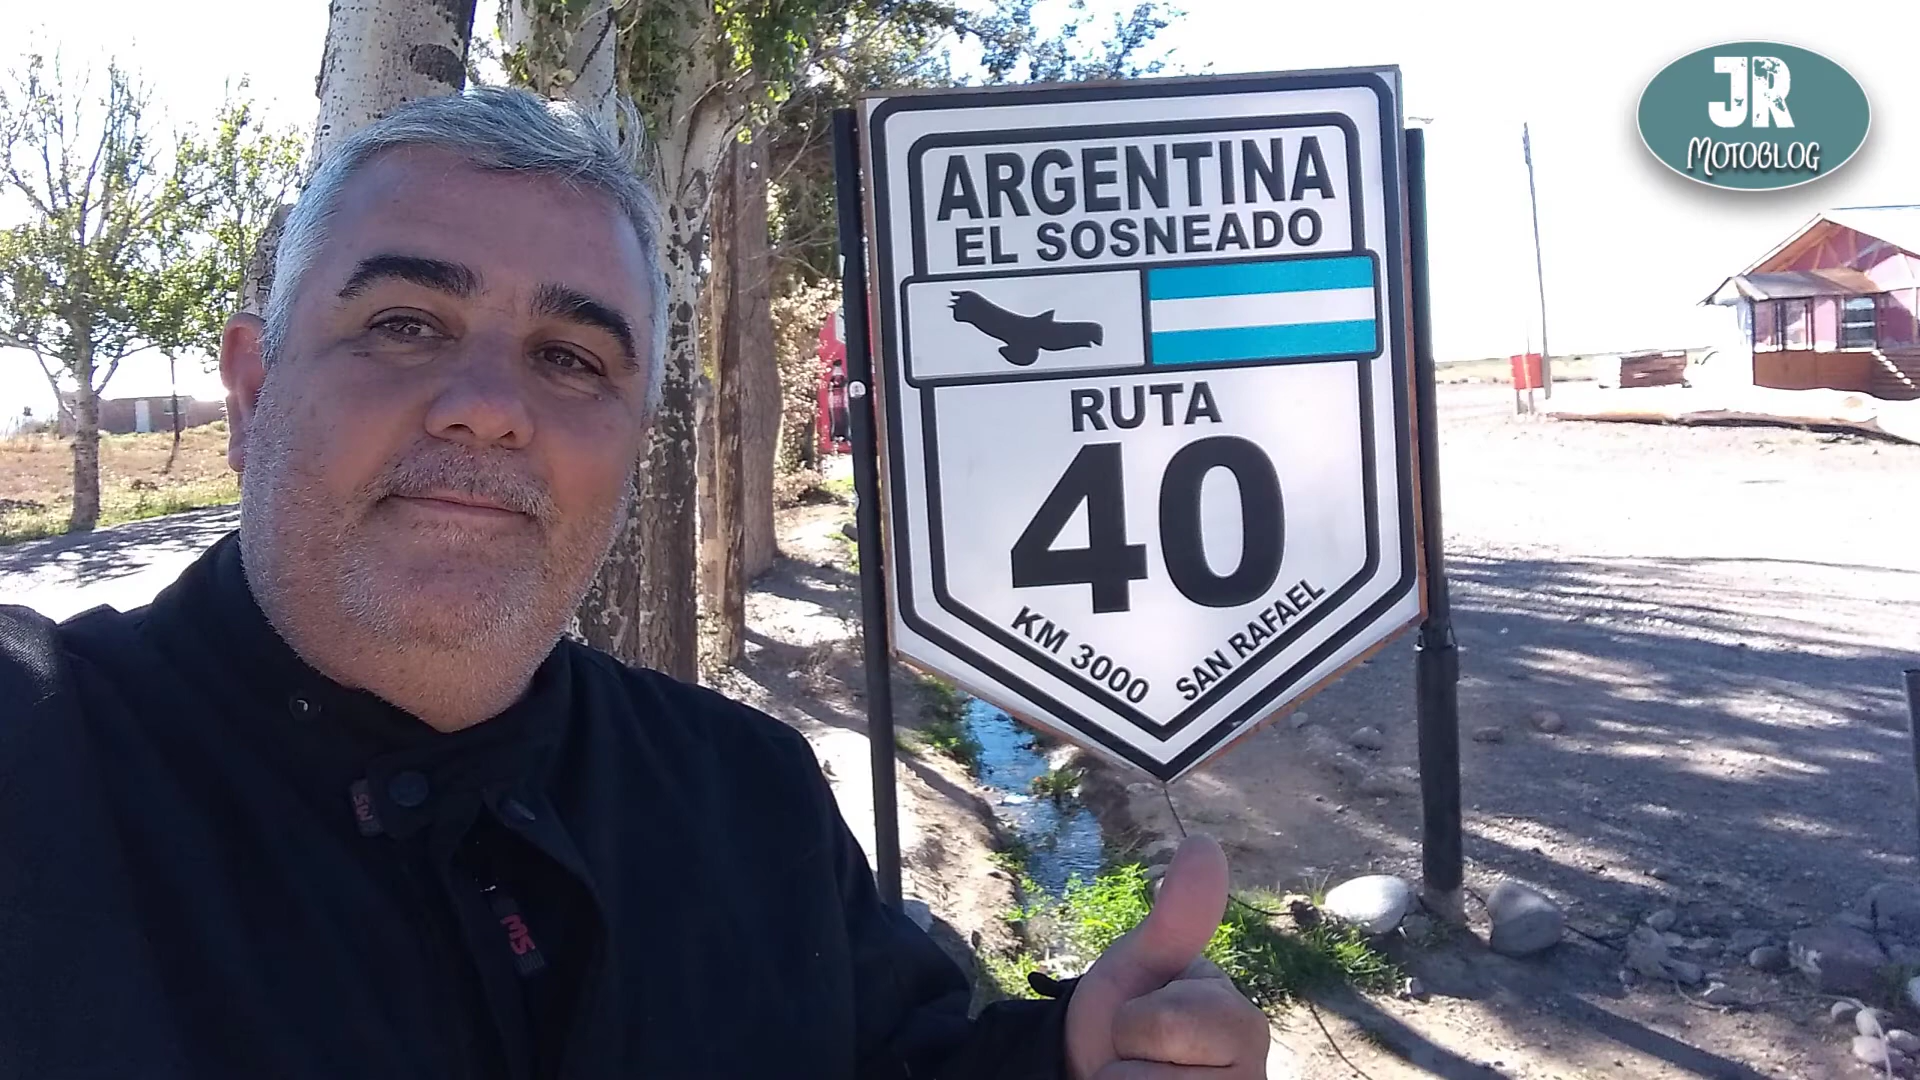 JR
MOTOBLOG
ARGENTINA
EL SOSNEADO
RUTA
40
KM 3000
SAN RAFAEL